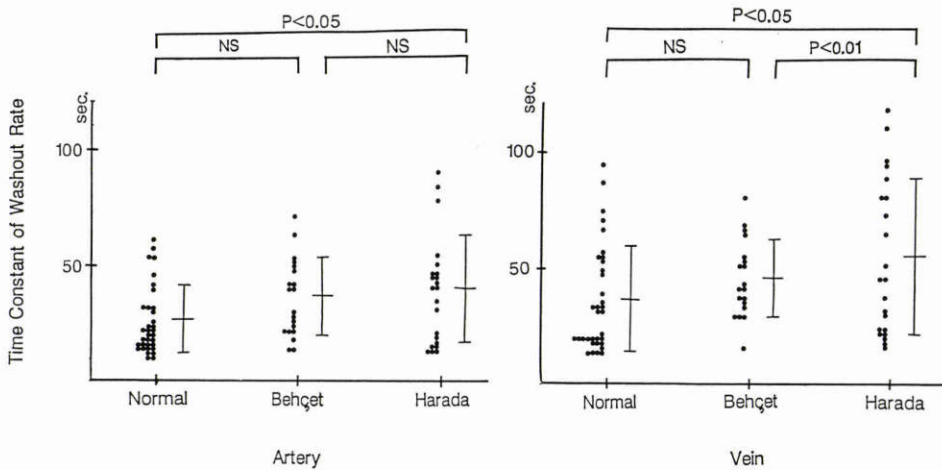 P<0.05
NS
NS
sec.
100
50
Time Constant of Washout Rate
Normal
Behçet
Harada
Artery
P<0.05
NS
P<0.01
sec.
100
50
Normal
Behçet
Harada
Vein